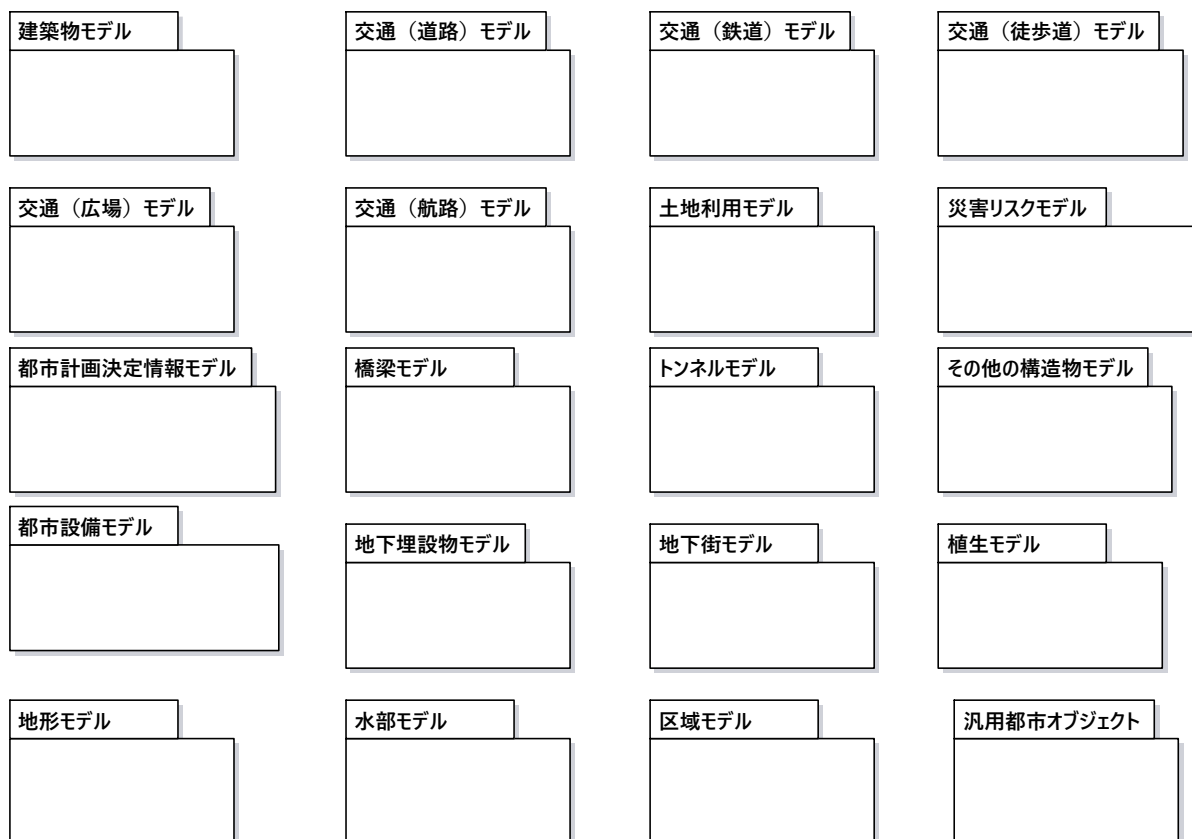 建築物モデル
交通（道路）モデル
交通（鉄道）モデル
交通（徒歩道）モデル
交通（広場）モデル
交通（航路）モデル
土地利用モデル
災害リスクモデル
都市計画決定情報モデル
橋梁モデル
トンネルモデル
その他の構造物モデル
都市設備モデル
地下埋設物モデル
地下街モデル
植生モデル
地形モデル
水部モデル
区域モデル
汎用都市オブジェクト